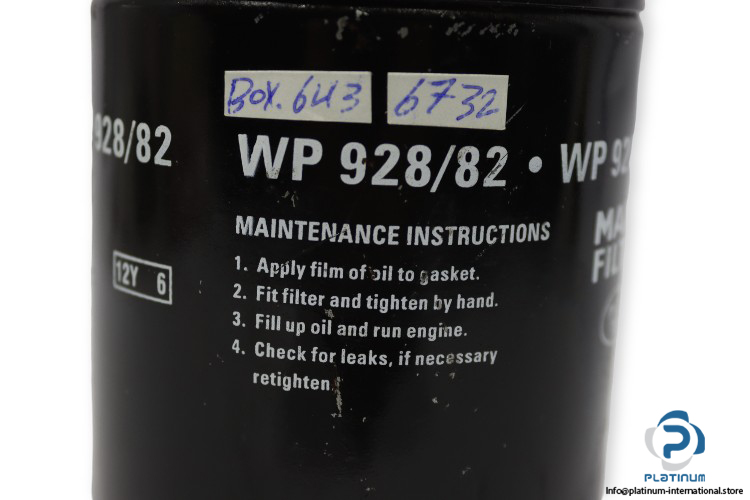 Box.643 6732
928/82 WP 928/82 • WP 92
MAINTENANCE INSTRUCTIONS
1. Apply film of oil to gasket.
2. Fit filter and tighten by hand.
3. Fill up oil and run engine.
4. Check for leaks, if necessary
retighten.
12Y 6
MA
FIL
PLATINUM
Info@platinum-international.store